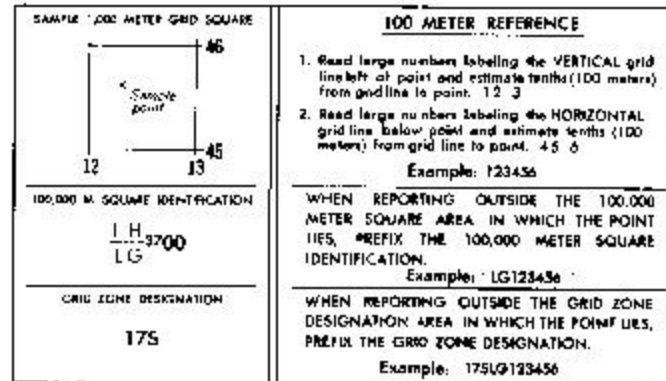 SAMPLE 1,000 METER GRID SQUARE
46
Sample
point
45
12 13
100,000 M. SQUARE IDENTIFICATION
LH
3700
LG
GRID ZONE DESIGNATION
17S
100 METER REFERENCE
1. Read large numbers labeling the VERTICAL grid
line left of point and estimate tenths (100 meters)
from grid line to point. 12 3
2. Read large numbers labeling the HORIZONTAL
grid line below point and estimate tenths (100
meters) from grid line to point. 45 6
Example: 123456
WHEN REPORTING OUTSIDE THE 100,000
METER SQUARE AREA IN WHICH THE POINT
LIES, PREFIX THE 100,000 METER SQUARE
IDENTIFICATION.
Example: LG123456
WHEN REPORTING OUTSIDE THE GRID ZONE
DESIGNATION AREA IN WHICH THE POINT LIES,
PREFIX THE GRID ZONE DESIGNATION.
Example: 17SLG123456